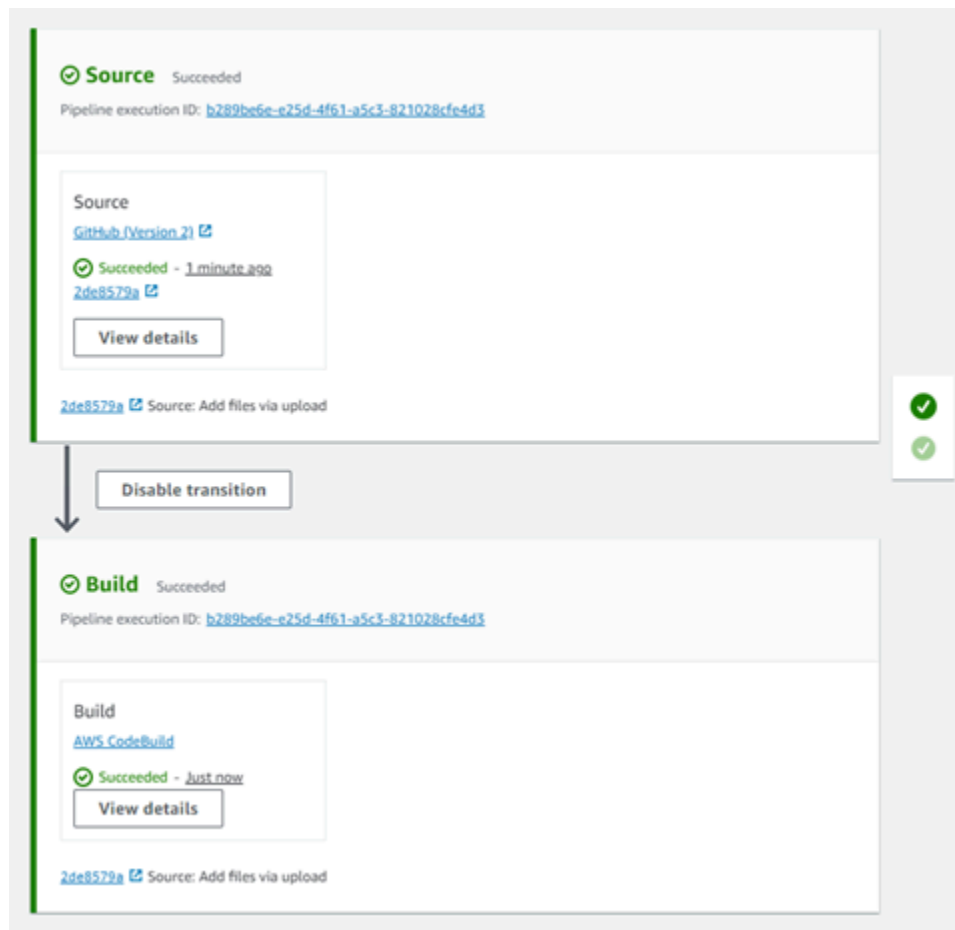 Source Succeeded
Pipeline execution ID: b289be6e-e25d-4f61-a5c3-821028cfe4d3
Source
GitHub (Version 2)
Succeeded - 1 minute ago
2de8579a
View details
2de8579a Source: Add files via upload
Disable transition
Build Succeeded
Pipeline execution ID: b289be6e-e25d-4f61-a5c3-821028cfe4d3
Build
AWS CodeBuild
Succeeded - Just now
View details
2de8579a Source: Add files via upload